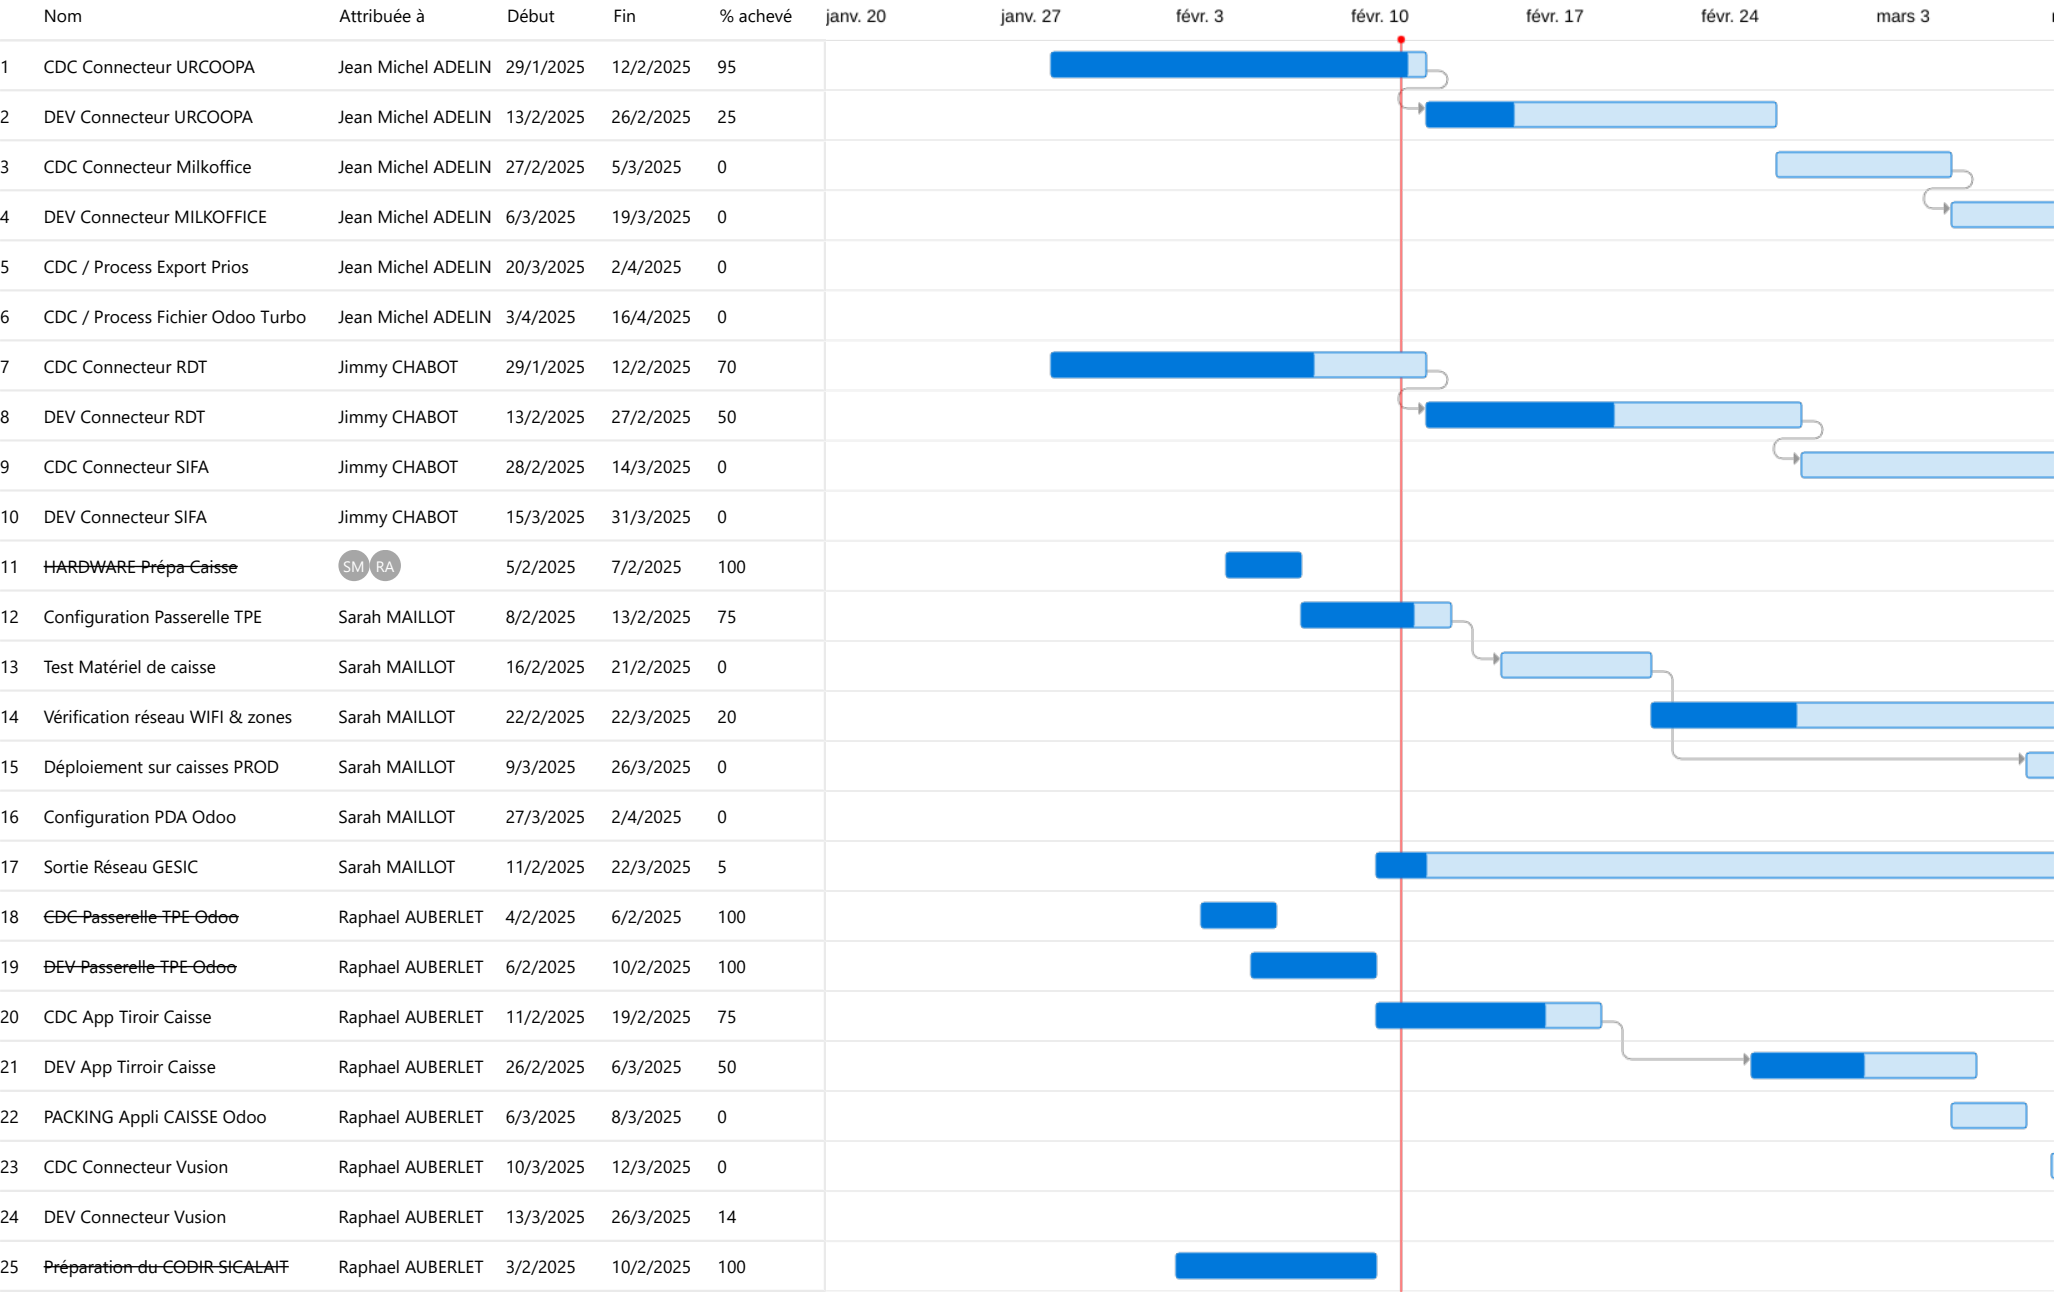 Nom Attribuée à Début Fin % achevé janv. 20 janv. 27 févr. 3 févr. 10 févr. 17 févr. 24 mars 3
1 CDC Connecteur URCOOPA Jean Michel ADELIN 29/1/2025 12/2/2025 95
2 DEV Connecteur URCOOPA Jean Michel ADELIN 13/2/2025 26/2/2025 25
3 CDC Connecteur Milkoffice Jean Michel ADELIN 27/2/2025 5/3/2025 0
4 DEV Connecteur MILKOFFICE Jean Michel ADELIN 6/3/2025 19/3/2025 0
5 CDC / Process Export Prios Jean Michel ADELIN 20/3/2025 2/4/2025 0
6 CDC / Process Fichier Odoo Turbo Jean Michel ADELIN 3/4/2025 16/4/2025 0
7 CDC Connecteur RDT Jimmy CHABOT 29/1/2025 12/2/2025 70
8 DEV Connecteur RDT Jimmy CHABOT 13/2/2025 27/2/2025 50
9 CDC Connecteur SIFA Jimmy CHABOT 28/2/2025 14/3/2025 0
10 DEV Connecteur SIFA Jimmy CHABOT 15/3/2025 31/3/2025 0
11 HARDWARE Prépa Caisse SM RA 5/2/2025 7/2/2025 100
12 Configuration Passerelle TPE Sarah MAILLOT 8/2/2025 13/2/2025 75
13 Test Matériel de caisse Sarah MAILLOT 16/2/2025 21/2/2025 0
14 Vérification réseau WIFI & zones Sarah MAILLOT 22/2/2025 22/3/2025 20
15 Déploiement sur caisses PROD Sarah MAILLOT 9/3/2025 26/3/2025 0
16 Configuration PDA Odoo Sarah MAILLOT 27/3/2025 2/4/2025 0
17 Sortie Réseau GESIC Sarah MAILLOT 11/2/2025 22/3/2025 5
18 CDC Passerelle TPE Odoo Raphael AUBERLET 4/2/2025 6/2/2025 100
19 DEV Passerelle TPE Odoo Raphael AUBERLET 6/2/2025 10/2/2025 100
20 CDC App Tiroir Caisse Raphael AUBERLET 11/2/2025 19/2/2025 75
21 DEV App Tirroir Caisse Raphael AUBERLET 26/2/2025 6/3/2025 50
22 PACKING Appli CAISSE Odoo Raphael AUBERLET 6/3/2025 8/3/2025 0
23 CDC Connecteur Vusion Raphael AUBERLET 10/3/2025 12/3/2025 0
24 DEV Connecteur Vusion Raphael AUBERLET 13/3/2025 26/3/2025 14
25 Préparation du CODIR SICALAIT Raphael AUBERLET 3/2/2025 10/2/2025 100